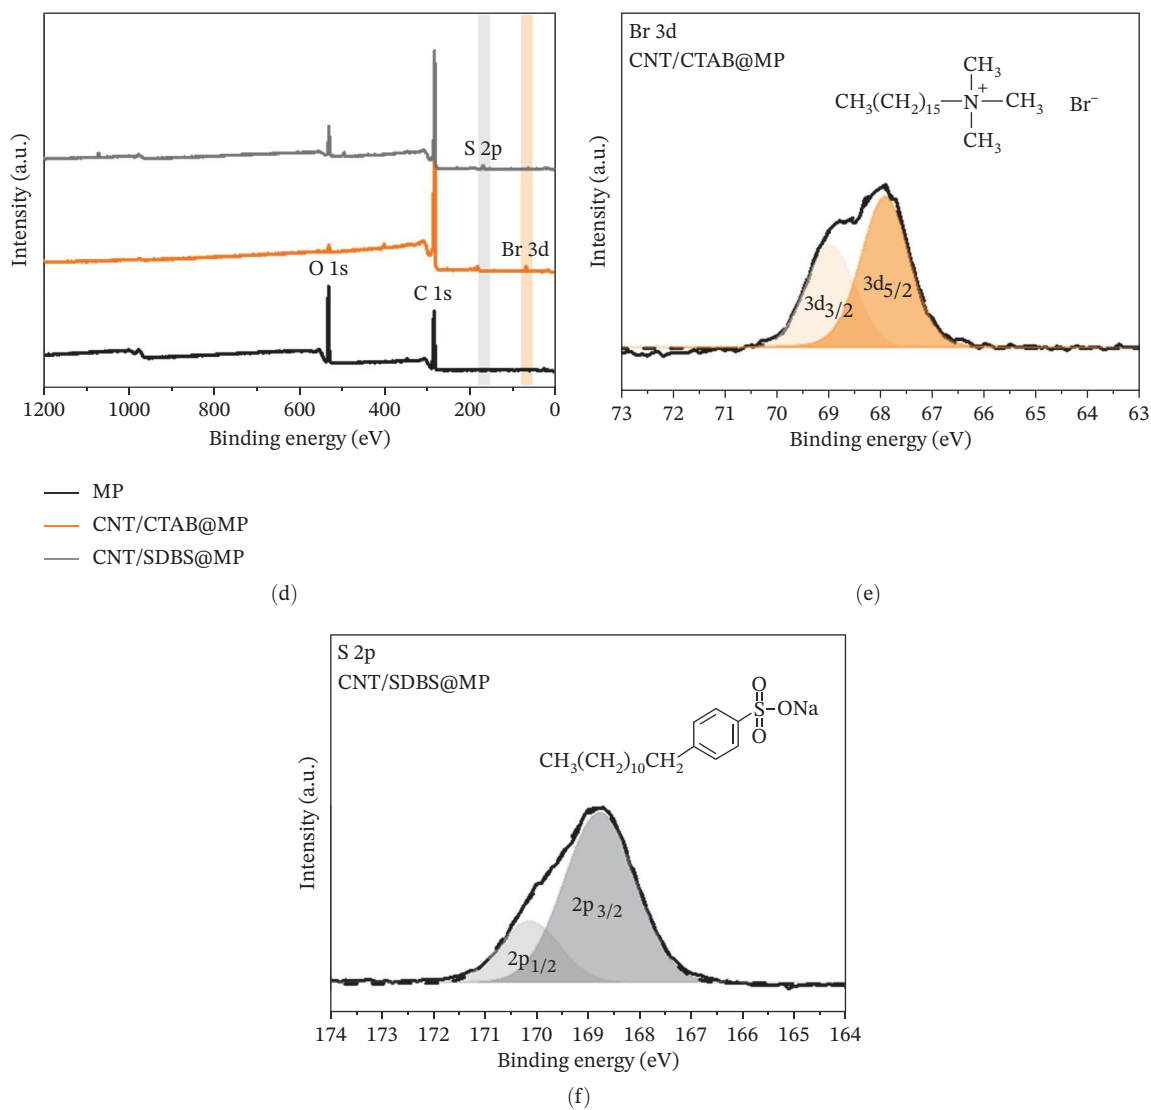 Intensity (a.u.)
S 2p
Br 3d
O 1s
C 1s
1200 1000 800 600 400 200 0
Binding energy (eV)
MP
CNT/CTAB@MP
CNT/SDBS@MP
(d)
Br 3d
CNT/CTAB@MP
CH₃
CH₃(CH₂)₁₅—N⁺—CH₃ Br⁻
CH₃
Intensity (a.u.)
3d₃/₂
3d₅/₂
73 72 71 70 69 68 67 66 65 64 63
Binding energy (eV)
(e)
S 2p
CNT/SDBS@MP
O
S–ONa
O
CH₃(CH₂)₁₀CH₂
Intensity (a.u.)
2p ₃/₂
2p₁/₂
174 173 172 171 170 169 168 167 166 165 164
Binding energy (eV)
(f)